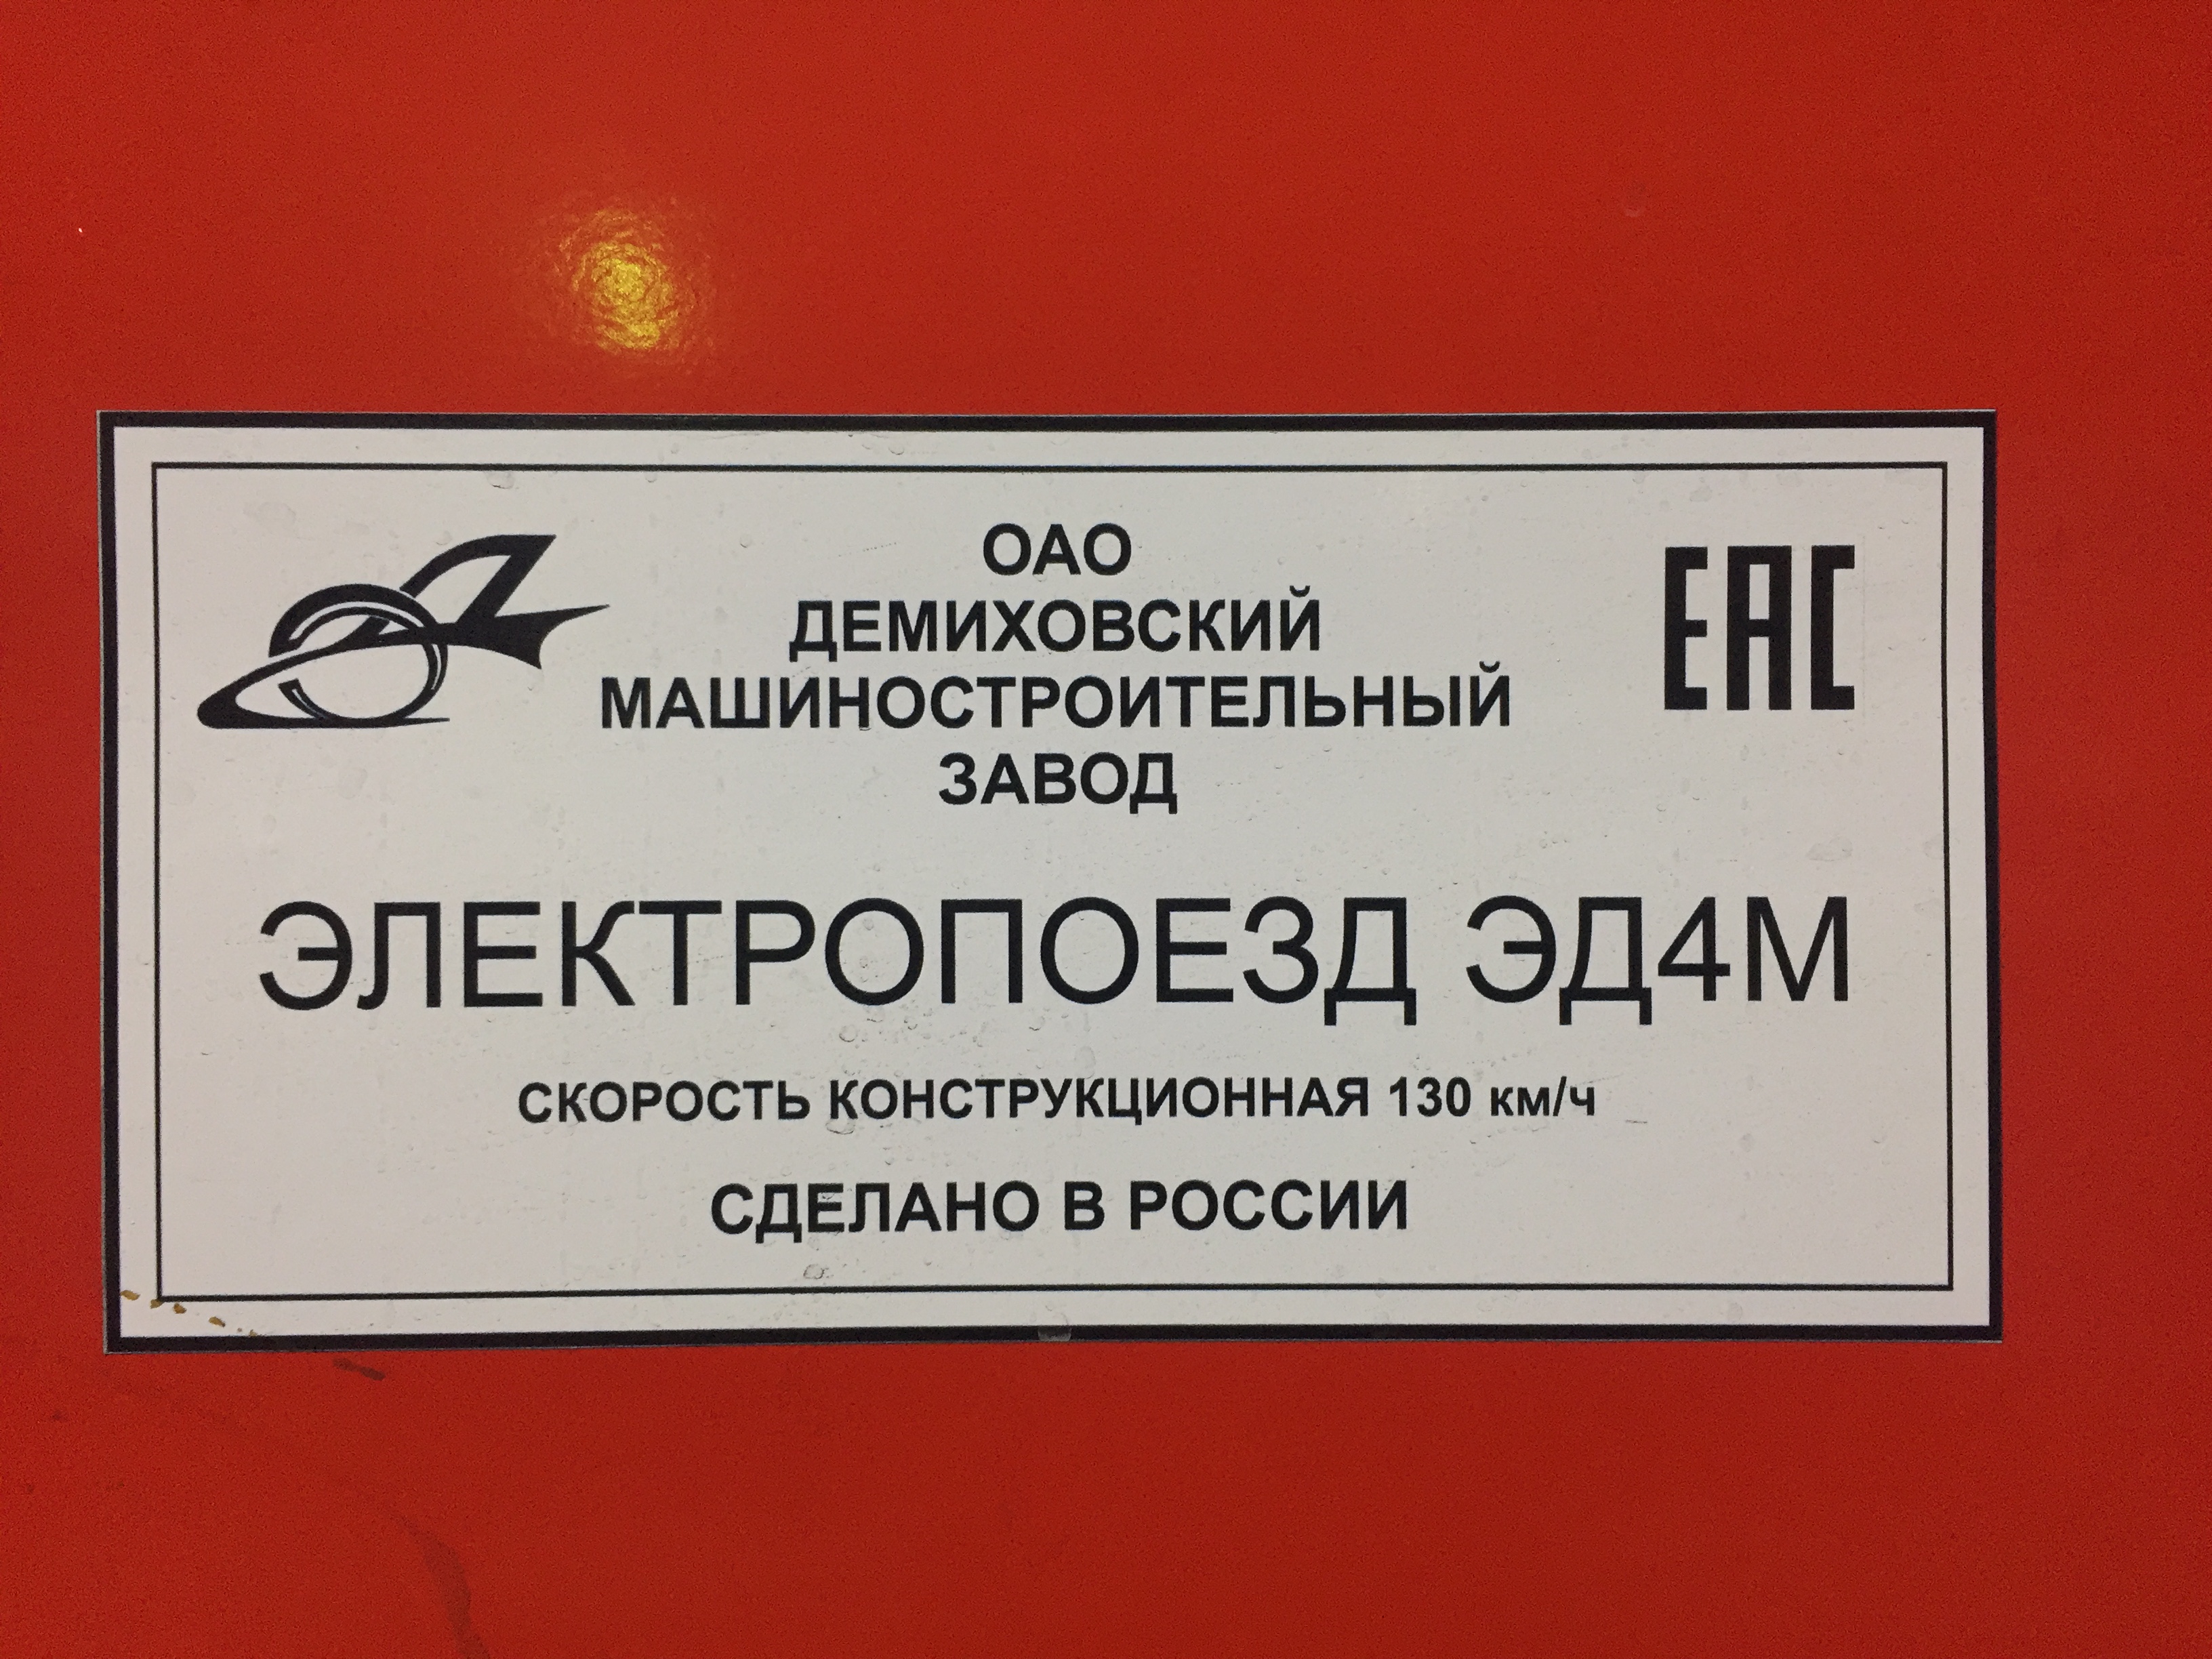 ОАО
ДЕМИХОВСКИЙ
МАШИНОСТРОИТЕЛЬНЫЙ
ЗАВОД
ЕАС
ЭЛЕКТРОПОЕЗД ЭД4М
СКОРОСТЬ КОНСТРУКЦИОННАЯ 130 км/ч
СДЕЛАНО В РОССИИ